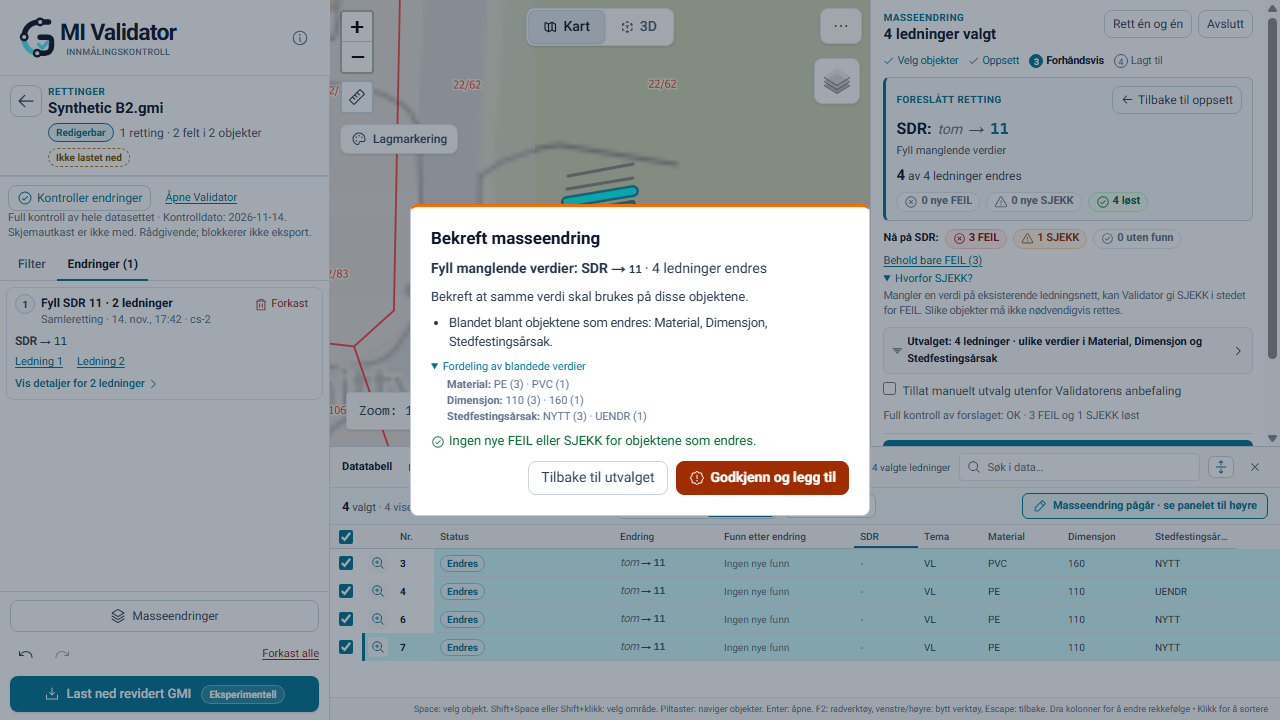 MI Validator
INNMÅLINGSKONTROLL
RETTINGER
Synthetic B2.gmi
Redigerbar 1 retting · 2 felt i 2 objekter
Ikke lastet ned
Kontroller endringer Åpne Validator
Full kontroll av hele datasettet · Kontrolldato: 2026-11-14.
Skjemautkast er ikke med. Rådgivende; blokkerer ikke eksport.
Filter Endringer (1)
1 Fyll SDR 11 · 2 ledninger Forkast
Samleretting · 14. nov., 17:42 · cs-2
SDR → 11
Ledning 1 Ledning 2
Vis detaljer for 2 ledninger
Masseendringer
Forkast alle
Last ned revidert GMI Eksperimentell
+
−
Kart 3D
...
22/62
22/62
Lagmarkering
/83
106
Zoom: 1
MASSEENDRING
4 ledninger valgt
Rett én og én Avslutt
Velg objekter Oppsett 3 Forhåndsvis 4 Lagt til
FORESLÅTT RETTING
← Tilbake til oppsett
SDR: tom → 11
Fyll manglende verdier
4 av 4 ledninger endres
0 nye FEIL 0 nye SJEKK 4 løst
Nå på SDR: 3 FEIL 1 SJEKK 0 uten funn
Behold bare FEIL (3)
▼ Hvorfor SJEKK?
Mangler en verdi på eksisterende ledningsnett, kan Validator gi SJEKK i stedet
for FEIL. Slike objekter må ikke nødvendigvis rettes.
Utvalget: 4 ledninger · ulike verdier i Material, Dimensjon og
Stedfestingsårsak
Tillat manuelt utvalg utenfor Validatorens anbefaling
Full kontroll av forslaget: OK · 3 FEIL og 1 SJEKK løst
Bekreft masseendring
Fyll manglende verdier: SDR → 11 · 4 ledninger endres
Bekreft at samme verdi skal brukes på disse objektene.
• Blandet blant objektene som endres: Material, Dimensjon,
Stedfestingsårsak.
▼ Fordeling av blandede verdier
Material: PE (3) · PVC (1)
Dimensjon: 110 (3) · 160 (1)
Stedfestingsårsak: NYTT (3) · UENDR (1)
Ingen nye FEIL eller SJEKK for objektene som endres.
Tilbake til utvalget Godkjenn og legg til
Datatabell
4 valgte ledninger Søk i data...
4 valgt · 4 vise
Masseendring pågår · se panelet til høyre
Nr. Status Endring Funn etter endring SDR Tema Material Dimensjon Stedfestingsår...
3 Endres tom → 11 Ingen nye funn - VL PVC 160 NYTT
4 Endres tom → 11 Ingen nye funn - VL PE 110 UENDR
6 Endres tom → 11 Ingen nye funn - VL PE 110 NYTT
7 Endres tom → 11 Ingen nye funn - VL PE 110 NYTT
Space: velg objekt. Shift+Space eller Shift+klikk: velg område. Piltaster: naviger objekter. Enter: åpne. F2: radverktøy, venstre/høyre: bytt verktøy, Escape: tilbake. Dra kolonner for å endre rekkefølge • Klikk for å sortere